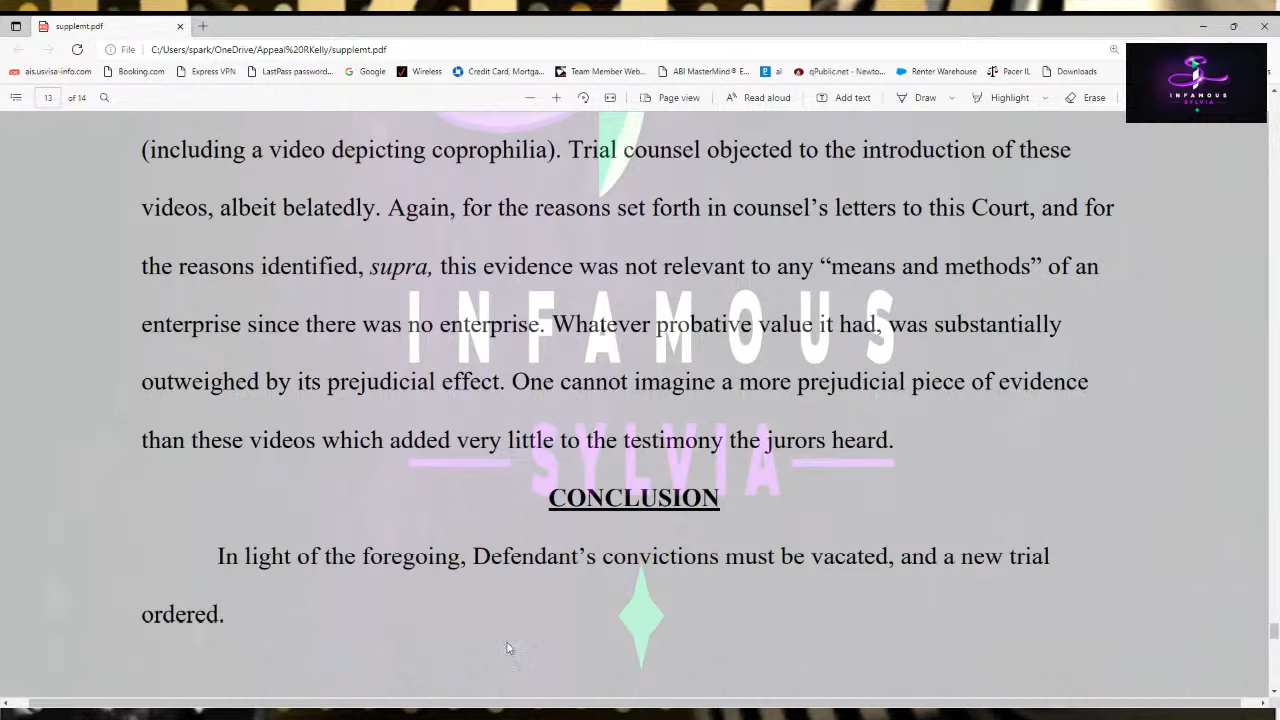 supplemt.pdf
File C:/Users/spark/OneDrive/Appeal%20RKelly/supplemt.pdf
ais.usvisa-info.com Booking.com Express VPN LastPass password... Google Wireless Credit Card, Mortga... Team Member Web... ABI MasterMind ® E... al qPublic.net - Newto... Renter Warehouse Pacer IL Downloads
13 of 14 Page view Read aloud Add text Draw Highlight Erase
INFAMOUS
SYLVIA
(including a video depicting coprophilia). Trial counsel objected to the introduction of these
videos, albeit belatedly. Again, for the reasons set forth in counsel’s letters to this Court, and for
the reasons identified, supra, this evidence was not relevant to any “means and methods” of an
enterprise since there was no enterprise. Whatever probative value it had, was substantially
outweighed by its prejudicial effect. One cannot imagine a more prejudicial piece of evidence
than these videos which added very little to the testimony the jurors heard.
CONCLUSION
In light of the foregoing, Defendant’s convictions must be vacated, and a new trial
ordered.
INFAMOUS
SYLVIA